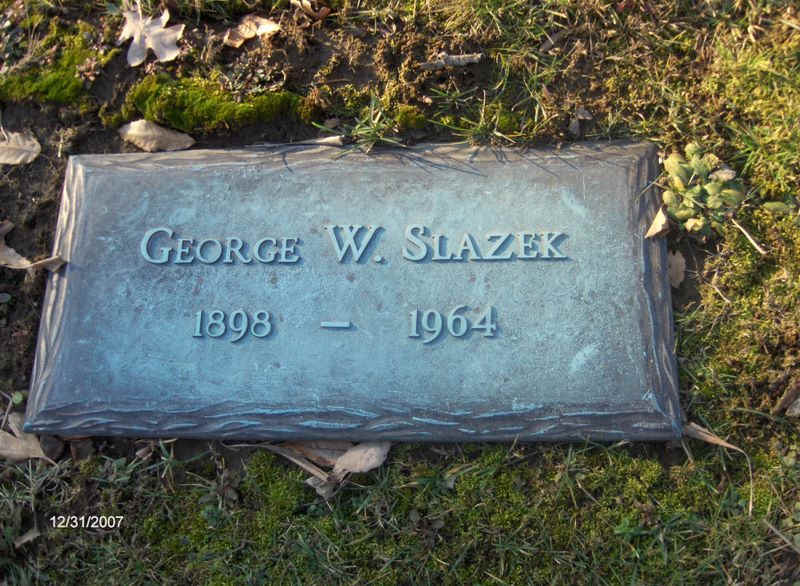 George W. Slazek
1898 – 1964
12/31/2007